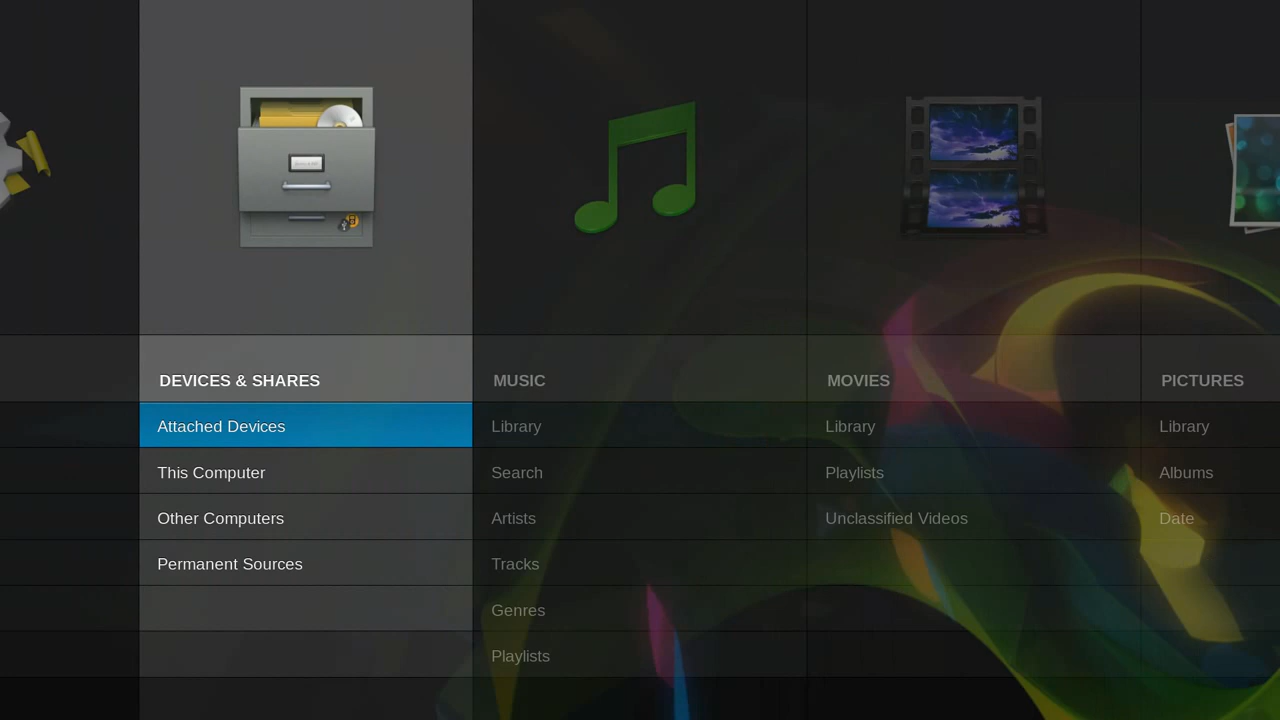 DEVICES & SHARES
Attached Devices
This Computer
Other Computers
Permanent Sources
MUSIC
Library
Search
Artists
Tracks
Genres
Playlists
MOVIES
Library
Playlists
Unclassified Videos
PICTURES
Library
Albums
Date